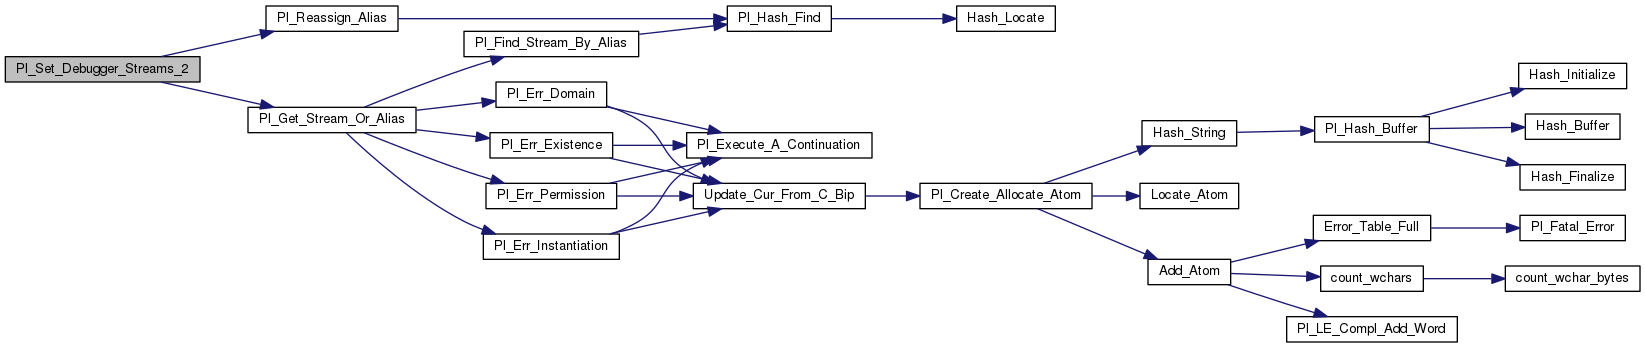 Pl_Set_Debugger_Streams_2
Pl_Reassign_Alias
Pl_Get_Stream_Or_Alias
Pl_Find_Stream_By_Alias
Pl_Err_Domain
Pl_Err_Existence
Pl_Err_Permission
Pl_Err_Instantiation
Pl_Hash_Find
Pl_Execute_A_Continuation
Update_Cur_From_C_Bip
Hash_Locate
Pl_Create_Allocate_Atom
Hash_String
Locate_Atom
Add_Atom
Pl_Hash_Buffer
Error_Table_Full
count_wchars
Pl_LE_Compl_Add_Word
Hash_Initialize
Hash_Buffer
Hash_Finalize
Pl_Fatal_Error
count_wchar_bytes